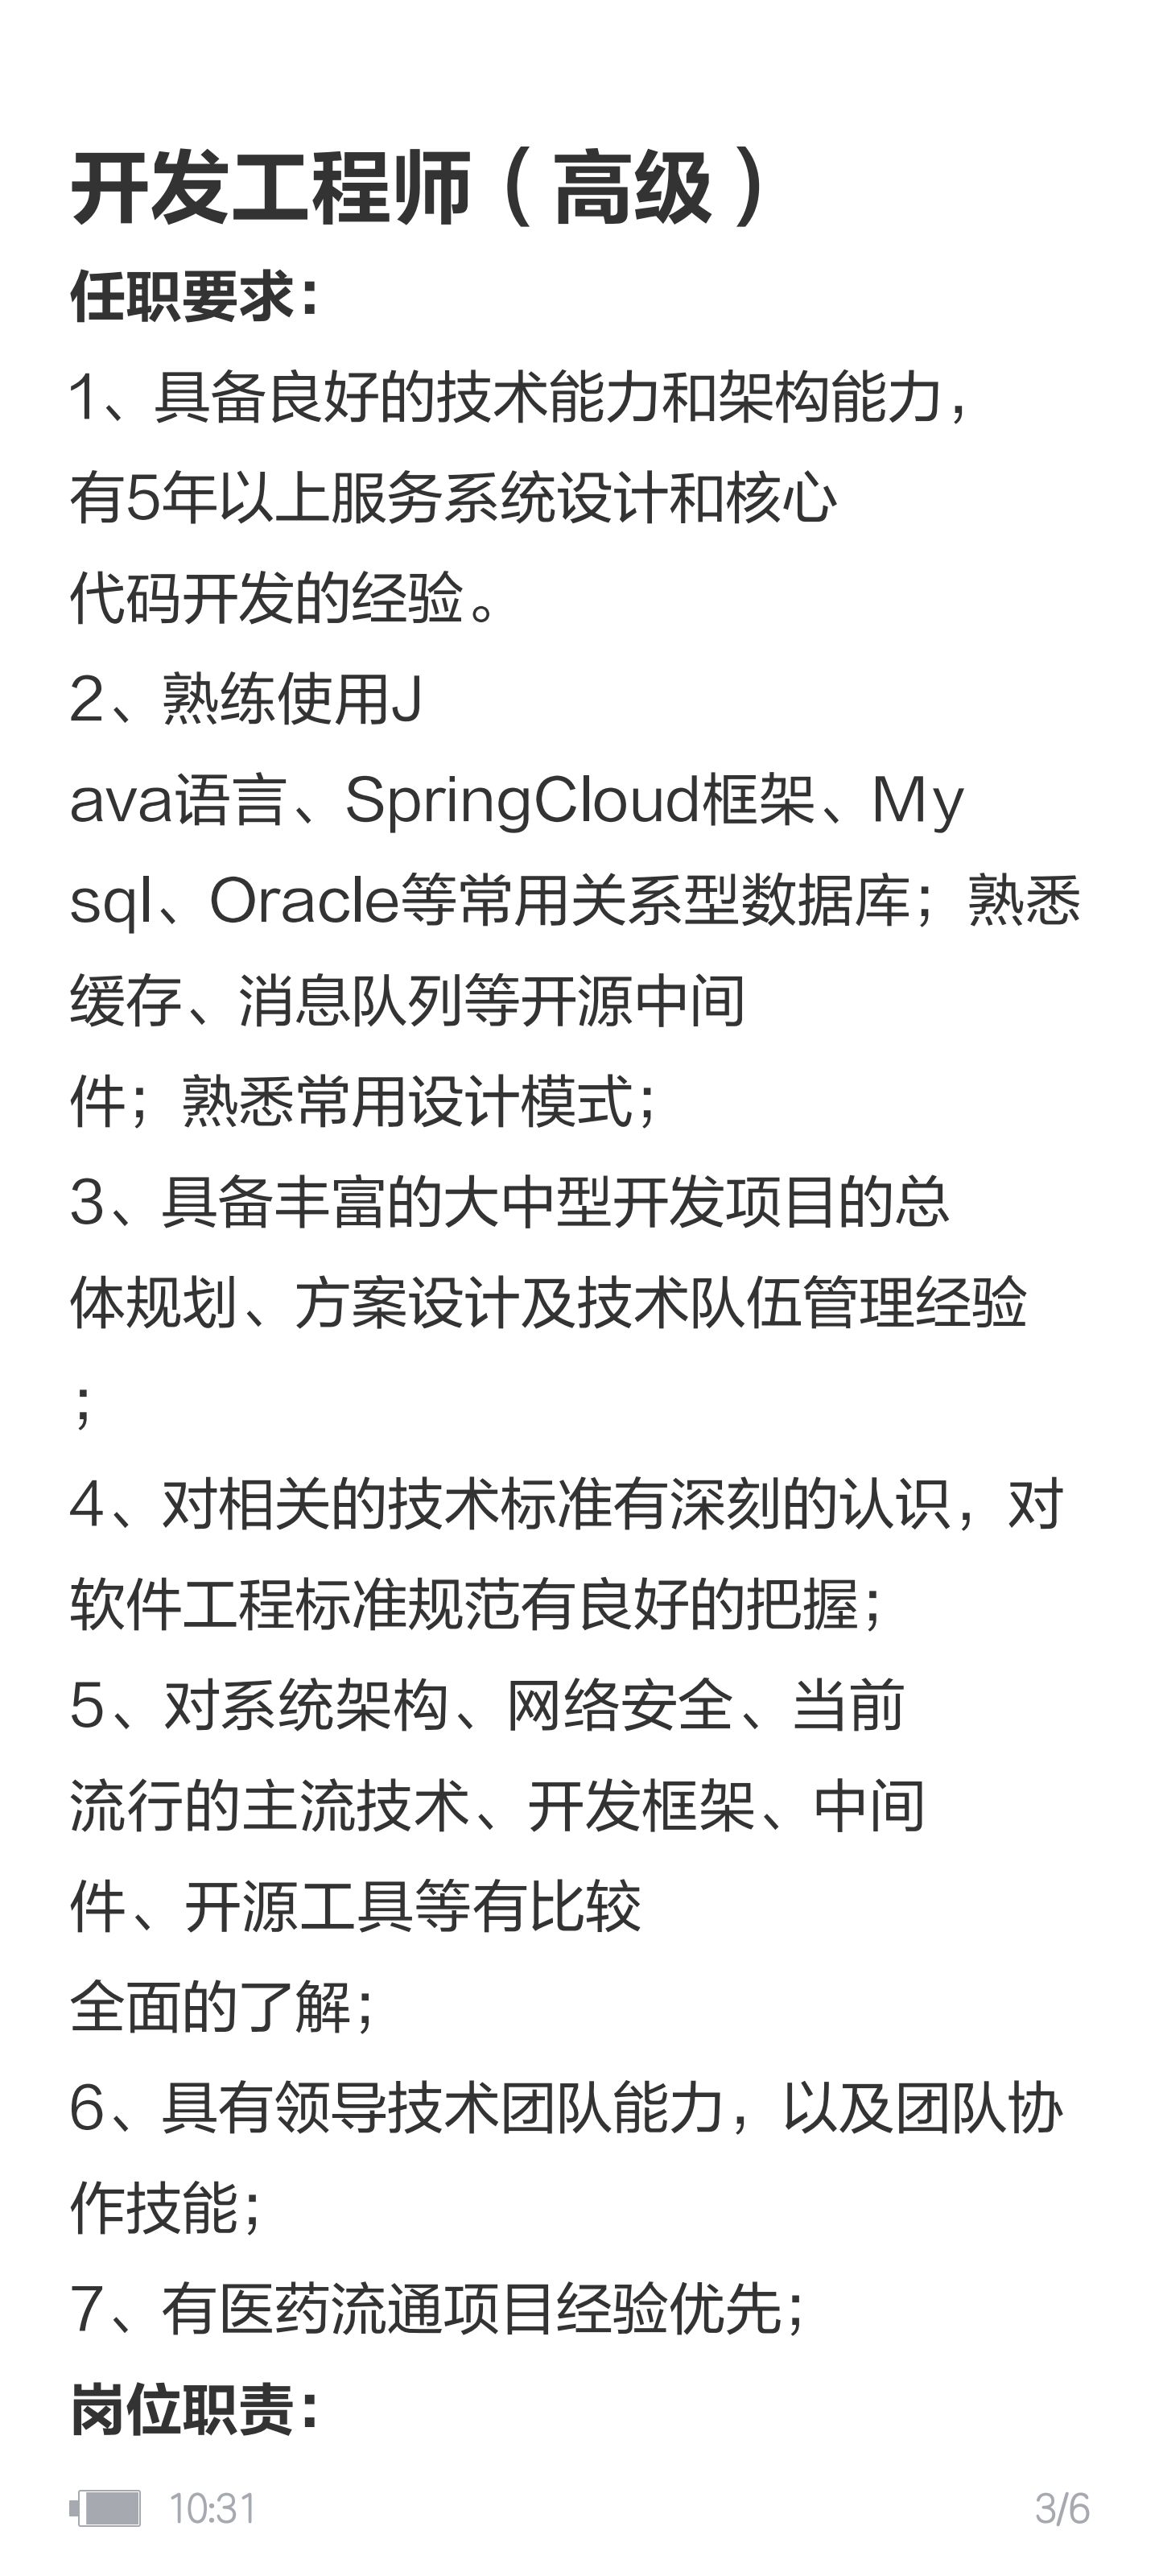 开发工程师（高级）
任职要求：
1、具备良好的技术能力和架构能力，
有5年以上服务系统设计和核心
代码开发的经验。
2、熟练使用J
ava语言、SpringCloud框架、My
sql、Oracle等常用关系型数据库；熟悉
缓存、消息队列等开源中间
件；熟悉常用设计模式；
3、具备丰富的大中型开发项目的总
体规划、方案设计及技术队伍管理经验
；
4、对相关的技术标准有深刻的认识，对
软件工程标准规范有良好的把握；
5、对系统架构、网络安全、当前
流行的主流技术、开发框架、中间
件、开源工具等有比较
全面的了解；
6、具有领导技术团队能力，以及团队协
作技能；
7、有医药流通项目经验优先；
岗位职责：
10:31 3/6